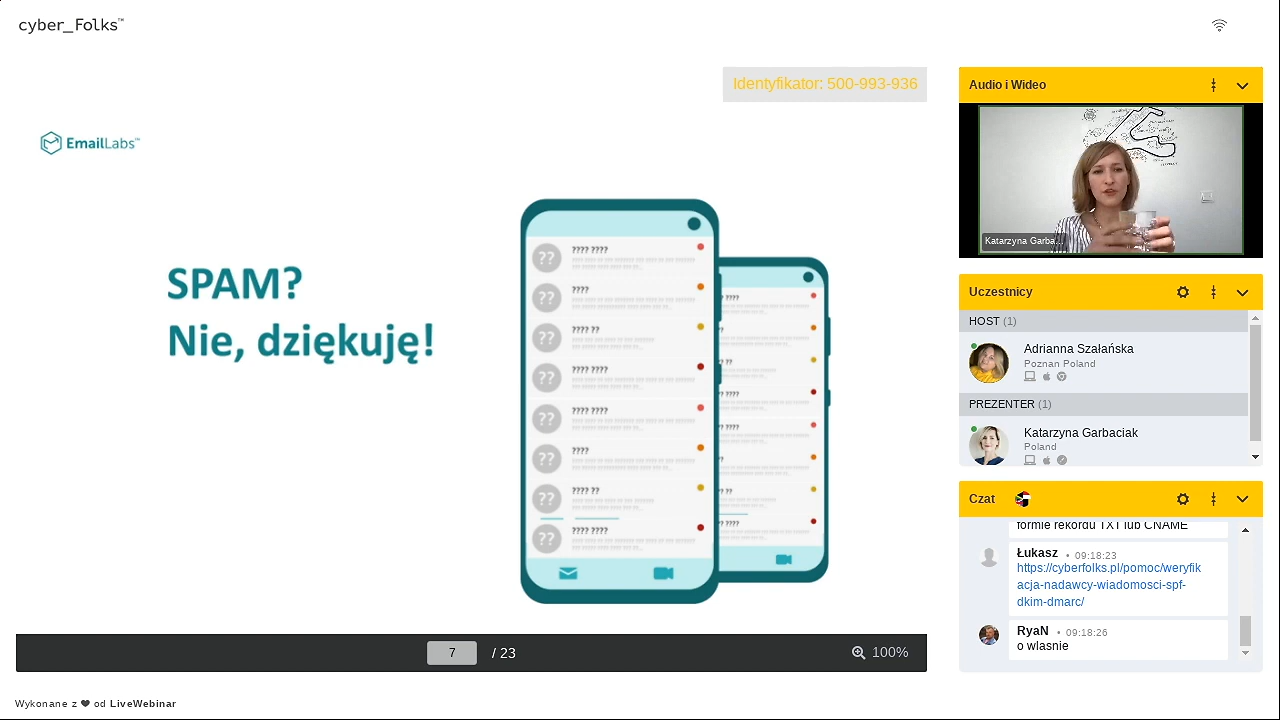 cyber_Folks™
Identyfikator: 500-993-936
EmailLabs™
SPAM?
Nie, dziękuję!
?? ???? ????
?? ????
?? ???? ??
?? ???? ????
?? ???? ????
?? ????
?? ???? ??
?? ???? ????
7 / 23
100%
Audio i Wideo
Katarzyna Garba...
Uczestnicy
HOST (1)
Adrianna Szalańska
Poznan Poland
PREZENTER (1)
Katarzyna Garbaciak
Poland
Czat
formie rekordu TXT lub CNAME
Łukasz • 09:18:23
https://cyberfolks.pl/pomoc/weryfik
acja-nadawcy-wiadomosci-spf-
dkim-dmarc/
RyaN • 09:18:26
o wlasnie
Wykonane z ❤ od LiveWebinar